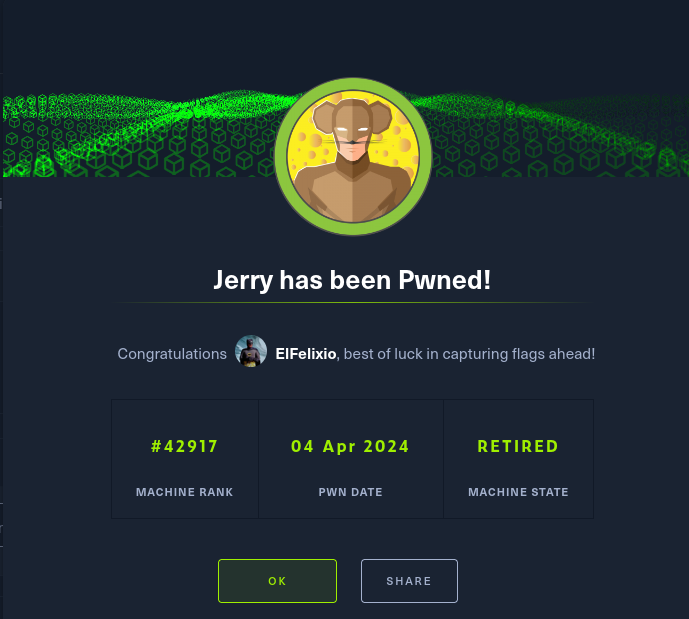 Jerry has been Pwned!
Congratulations ElFelixio, best of luck in capturing flags ahead!
#42917 04 Apr 2024 RETIRED
MACHINE RANK PWN DATE MACHINE STATE
OK SHARE